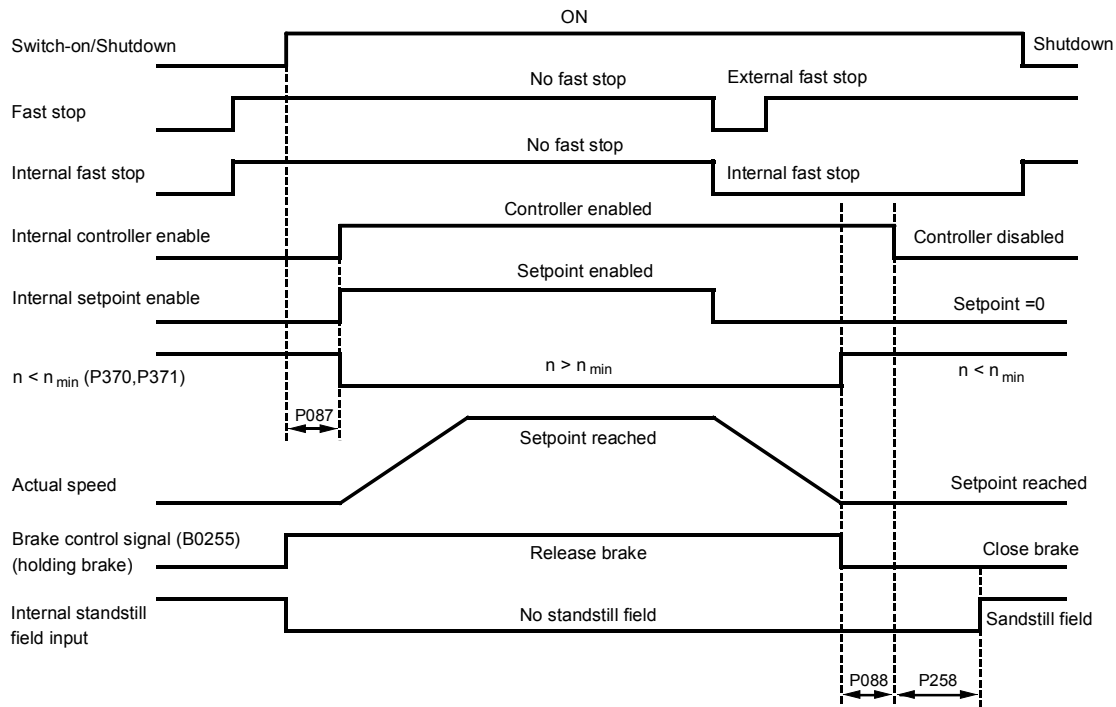 ON
Switch-on/Shutdown
Shutdown
No fast stop
External fast stop
Fast stop
No fast stop
Internal fast stop
Internal fast stop
Controller enabled
Internal controller enable
Controller disabled
Setpoint enabled
Internal setpoint enable
Setpoint =0
n < n min (P370,P371)
n > n min
n < n min
P087
Setpoint reached
Actual speed
Setpoint reached
Brake control signal (B0255)
(holding brake)
Release brake
Close brake
Internal standstill
field input
No standstill field
Sandstill field
P088
P258